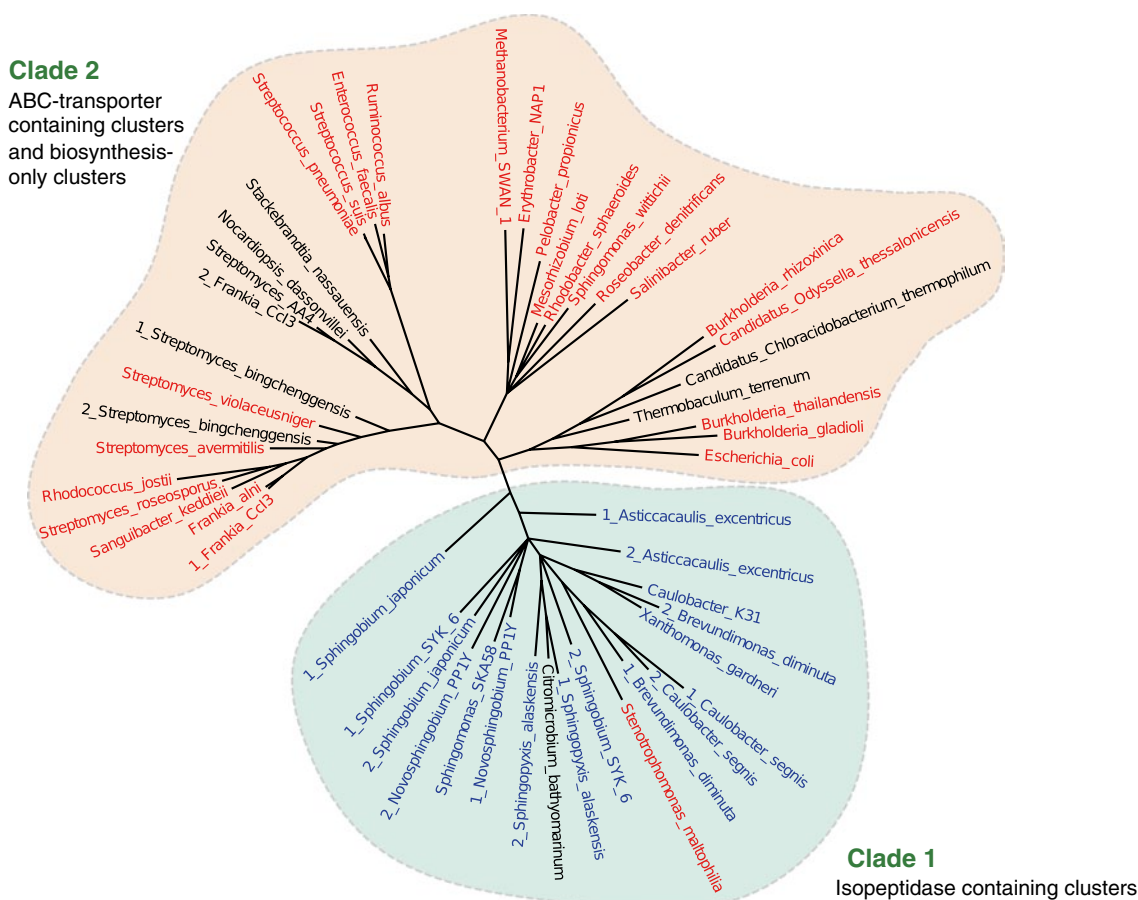 Clade 2
ABC-transporter
containing clusters
and biosynthesis-
only clusters
Streptococcus_pneumoniae
Streptococcus_suis
Enterococcus_faecalis
Ruminococcus_albus
Methanobacterium_SWAN_1
Erythrobacter_NAP1
Pelobacter_propionicus
Mesorhizobium_loti
Rhodobacter_sphaeroides
Sphingomonas_wittichii
Roseobacter_denitrificans
Salinibacter_ruber
Burkholderia_rhizoxinica
Candidatus_Odyssella_thessalonicensis
Candidatus_Chloracidobacterium_thermophilum
Thermobaculum_terrenum
Burkholderia_thailandensis
Burkholderia_gladioli
Escherichia_coli
Stackebrandtia_nassauensis
Nocardiopsis_dassonvillei
Streptomyces_AA4
2_Frankia_CcI3
1_Streptomyces_bingchenggensis
Streptomyces_violaceusniger
2_Streptomyces_bingchenggensis
Streptomyces_avermitilis
Rhodococcus_jostii
Streptomyces_roseosporus
Sanguibacter_keddieii
Frankia_alni
1_Frankia_CcI3
1_Asticcacaulis_excentricus
2_Asticcacaulis_excentricus
Caulobacter_K31
2_Brevundimonas_diminuta
Xanthomonas_gardneri
1_Caulobacter_segnis
2_Caulobacter_segnis
1_Brevundimonas_diminuta
Stenotrophomonas_maltophilia
2_Sphingobium_SYK_6
1_Sphingopyxis_alaskensis
Citromicrobium_bathyomarinum
2_Sphingopyxis_alaskensis
1_Novosphingobium_PP1Y
Sphingomonas_SKA58
2_Novosphingobium_PP1Y
2_Sphingobium_japonicum
1_Sphingobium_SYK_6
1_Sphingobium_japonicum
Clade 1
Isopeptidase containing clusters